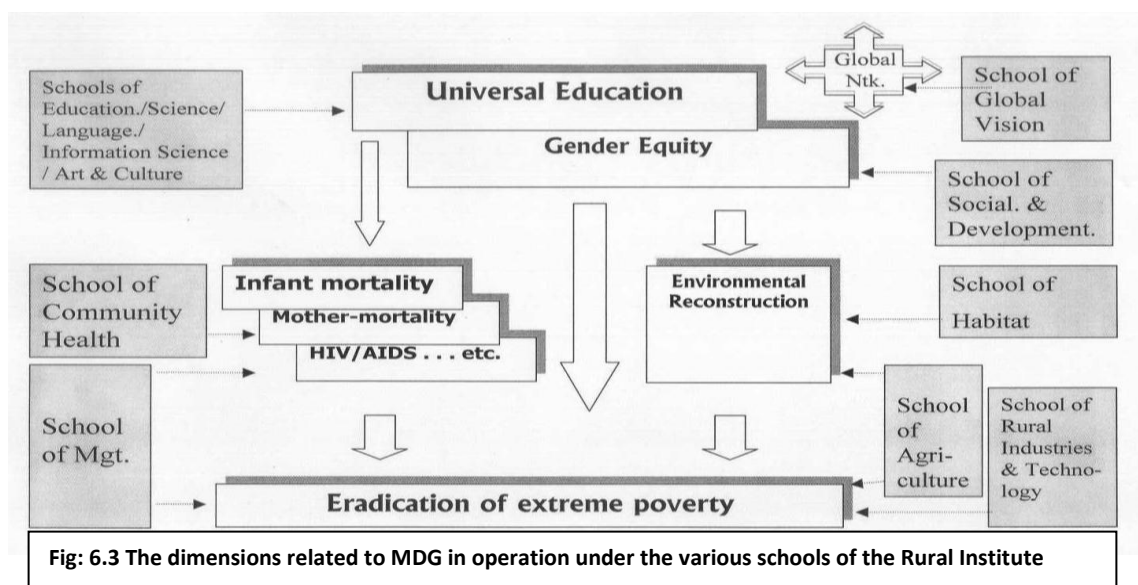 Schools of
Education./Science/
Language./
Information Science
/ Art & Culture
Universal Education
Gender Equity
Global
Ntk.
School of
Global
Vision
School of
Social. &
Development.
School of
Community
Health
Infant mortality
Mother-mortality
HIV/AIDS . . . etc.
Environmental
Reconstruction
School of
Habitat
School
of Mgt.
School
of
Agri-
culture
School of
Rural
Industries
& Techno-
logy
Eradication of extreme poverty
Fig: 6.3 The dimensions related to MDG in operation under the various schools of the Rural Institute